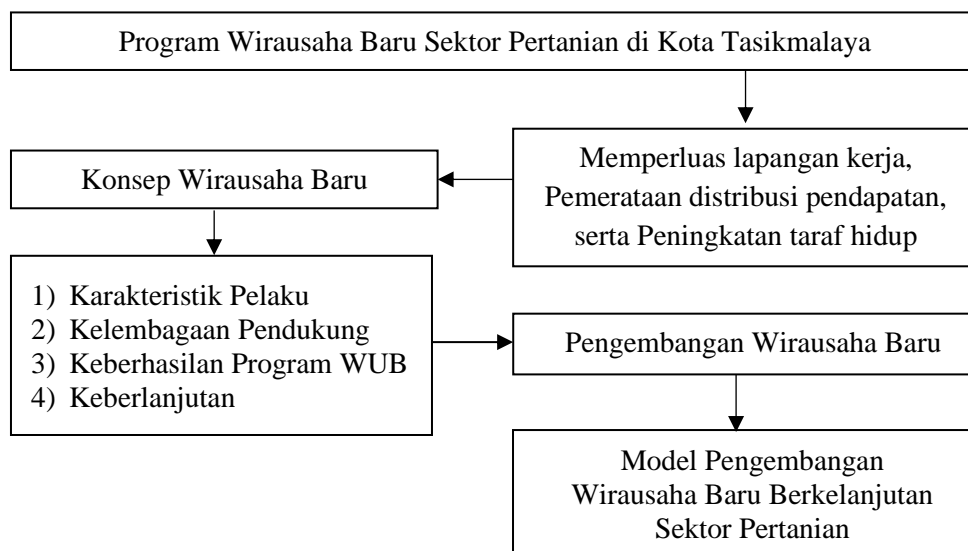 Program Wirausaha Baru Sektor Pertanian di Kota Tasikmalaya
Memperluas lapangan kerja,
Pemerataan distribusi pendapatan,
serta Peningkatan taraf hidup
Konsep Wirausaha Baru
1) Karakteristik Pelaku
2) Kelembagaan Pendukung
3) Keberhasilan Program WUB
4) Keberlanjutan
Pengembangan Wirausaha Baru
Model Pengembangan
Wirausaha Baru Berkelanjutan
Sektor Pertanian